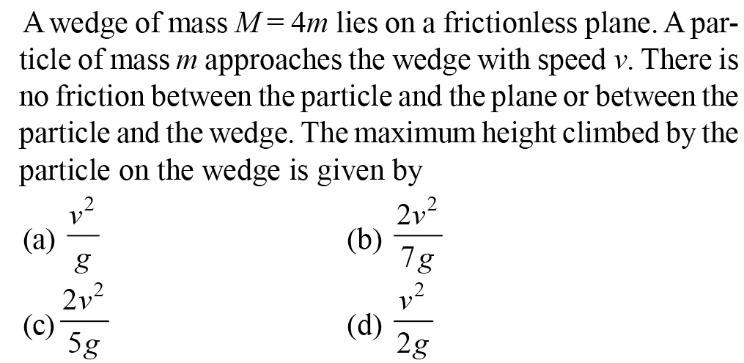 A wedge of mass M = 4m lies on a frictionless plane. A par-
ticle of mass m approaches the wedge with speed v. There is
no friction between the particle and the plane or between the
particle and the wedge. The maximum height climbed by the
particle on the wedge is given by
(a) v²/g (b) 2v²/7g
(c) 2v²/5g (d) v²/2g